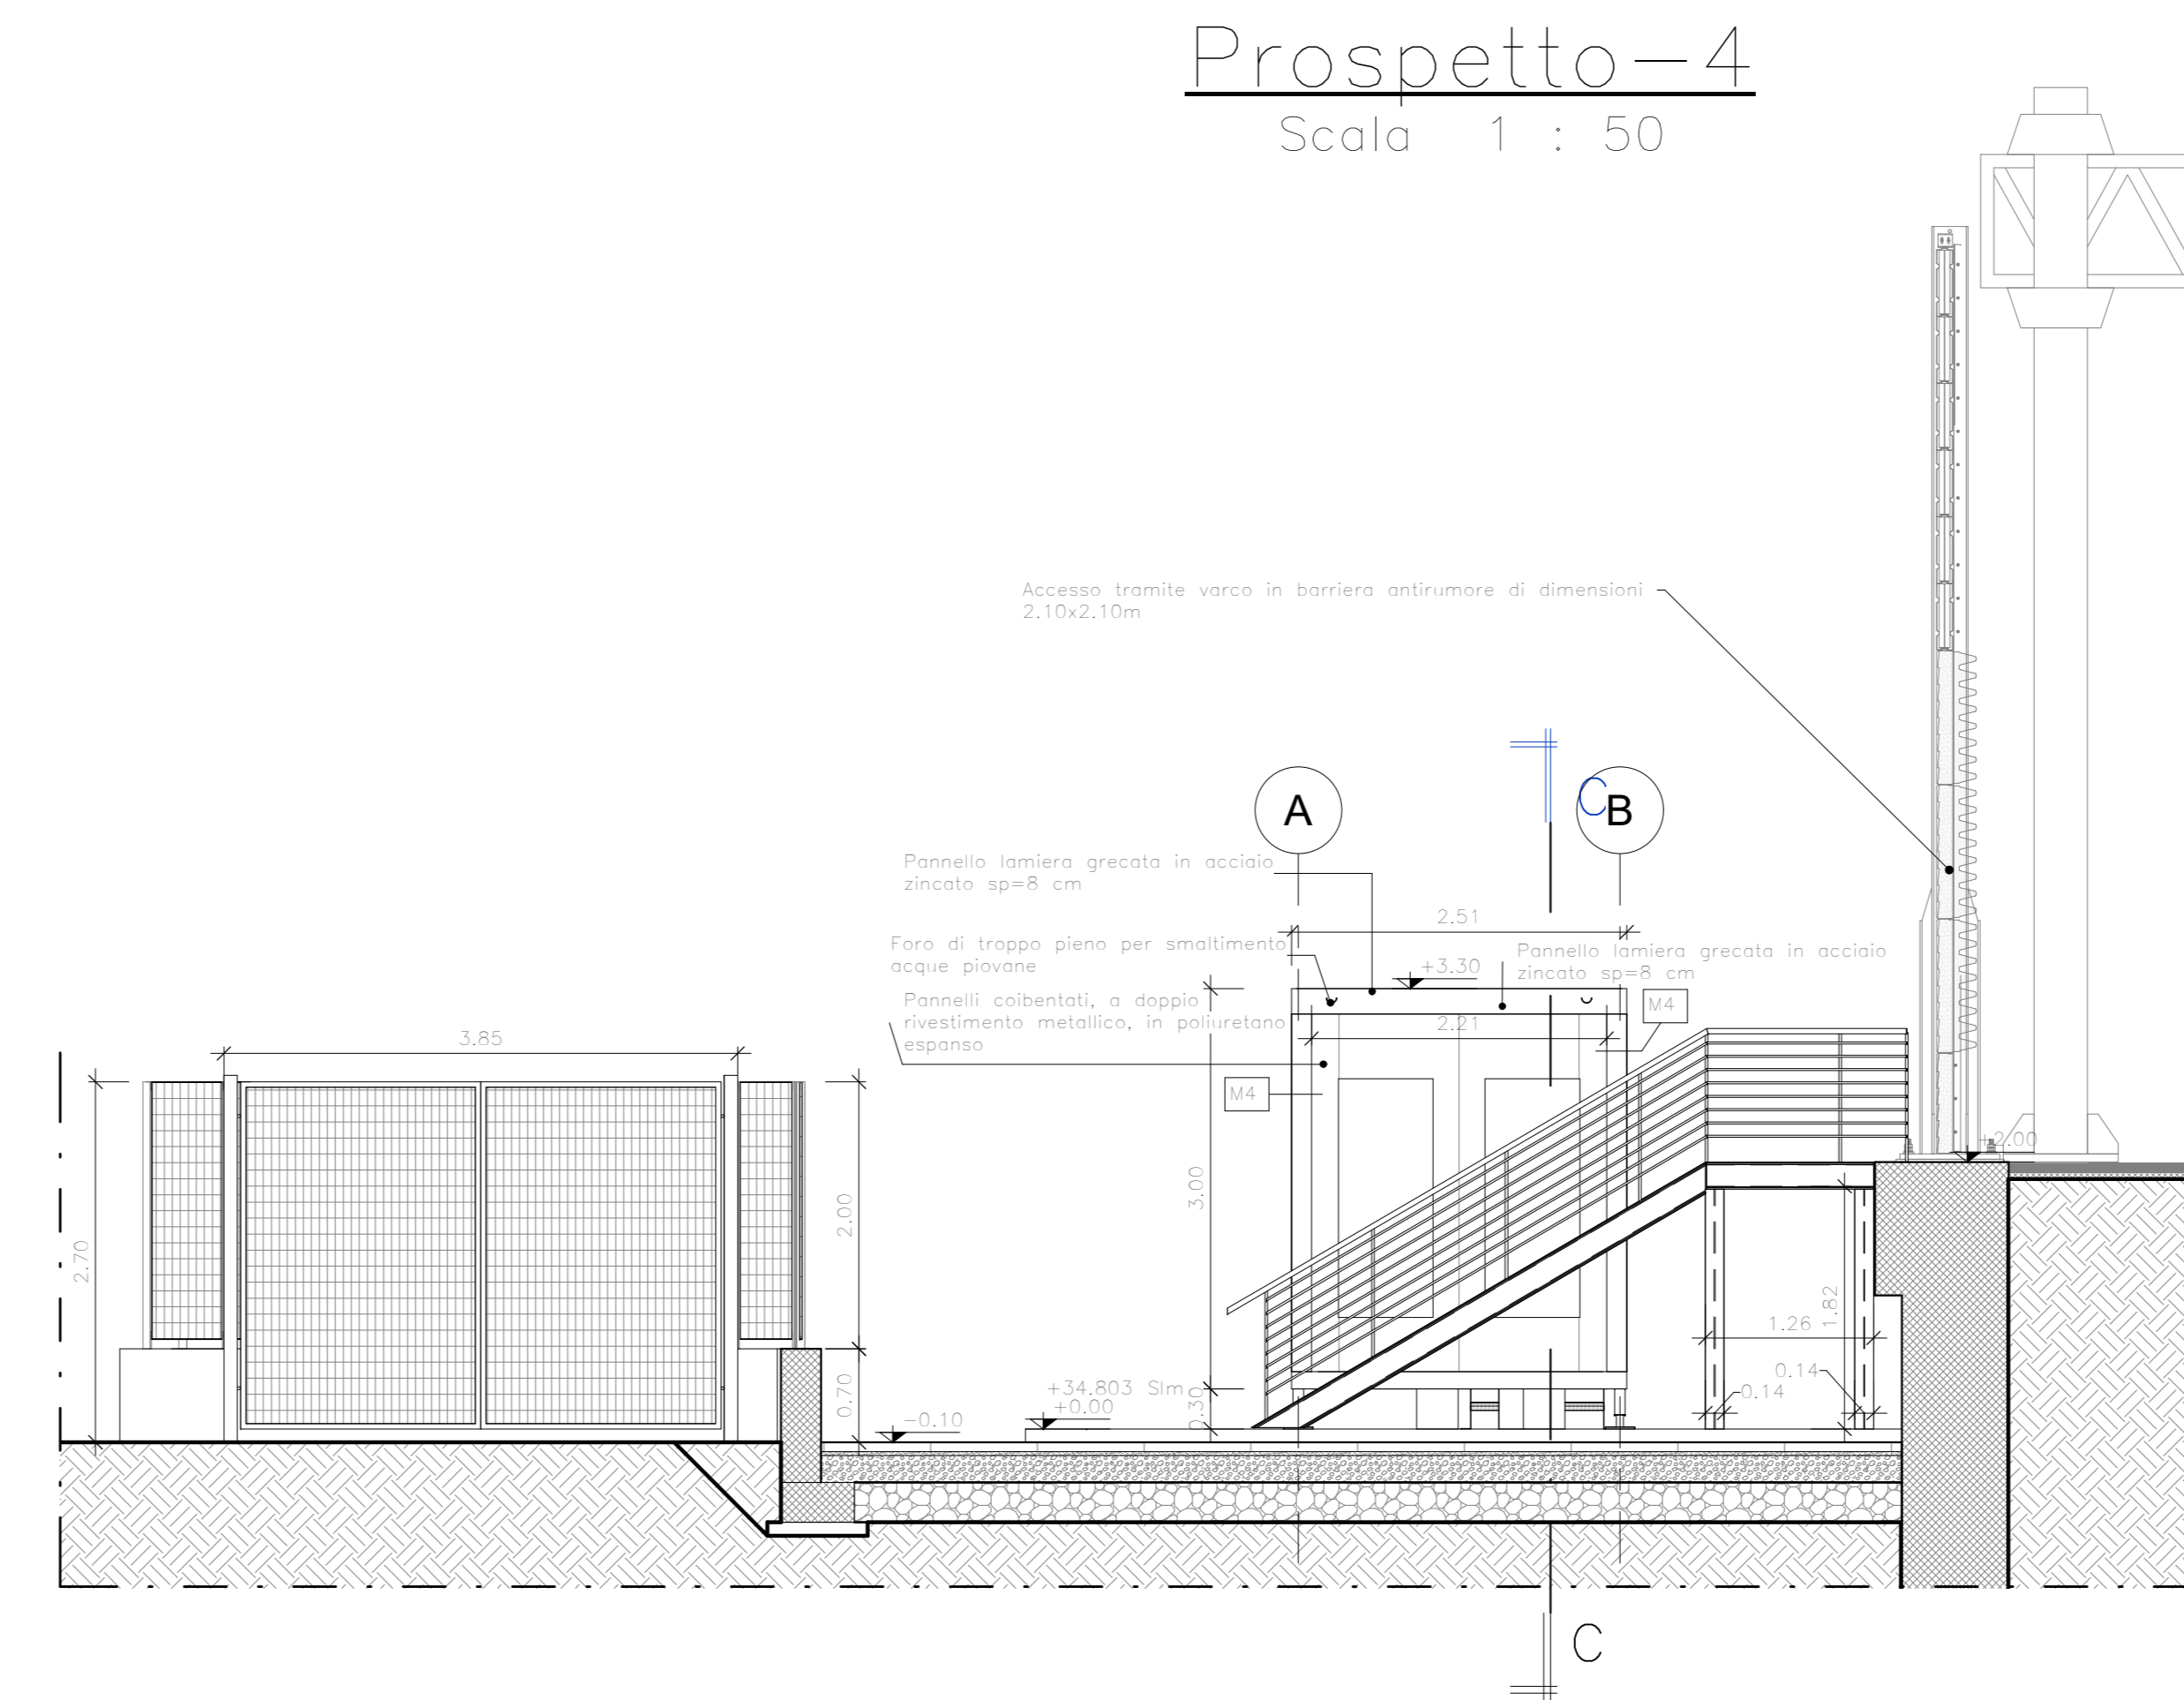 Prospetto-4
Scala 1 : 50
Accesso tramite varco in barriera antirumore di dimensioni
2.10x2.10m
C
A
B
Pannello lamiera grecata in acciaio
zincato sp=8 cm
2.51
Foro di troppo pieno per smaltimento
acque piovane
Pannello lamiera grecata in acciaio
zincato sp=8 cm
+3.30
Pannelli coibentati, a doppio
rivestimento metallico, in poliuretano
espanso
M4
2.21
3.85
M4
+2.00
3.00
2.00
2.70
1.82
1.26
0.14
0.14
0.70
0.30
+34.803 Slm
+0.00
-0.10
C